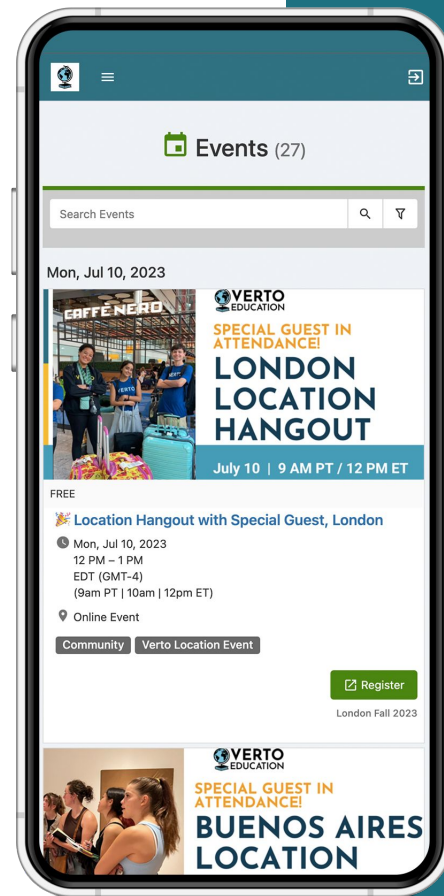 Events (27)
Search Events
Mon, Jul 10, 2023
CAFFÈ NERO
VERTO
VERTO
EDUCATION
SPECIAL GUEST IN
ATTENDANCE!
LONDON
LOCATION
HANGOUT
July 10 | 9 AM PT / 12 PM ET
FREE
🎉 Location Hangout with Special Guest, London
Mon, Jul 10, 2023
12 PM – 1 PM
EDT (GMT-4)
(9am PT | 10am | 12pm ET)
Online Event
Community Verto Location Event
Register
London Fall 2023
VERTO
EDUCATION
SPECIAL GUEST IN
ATTENDANCE!
BUENOS AIRES
LOCATION